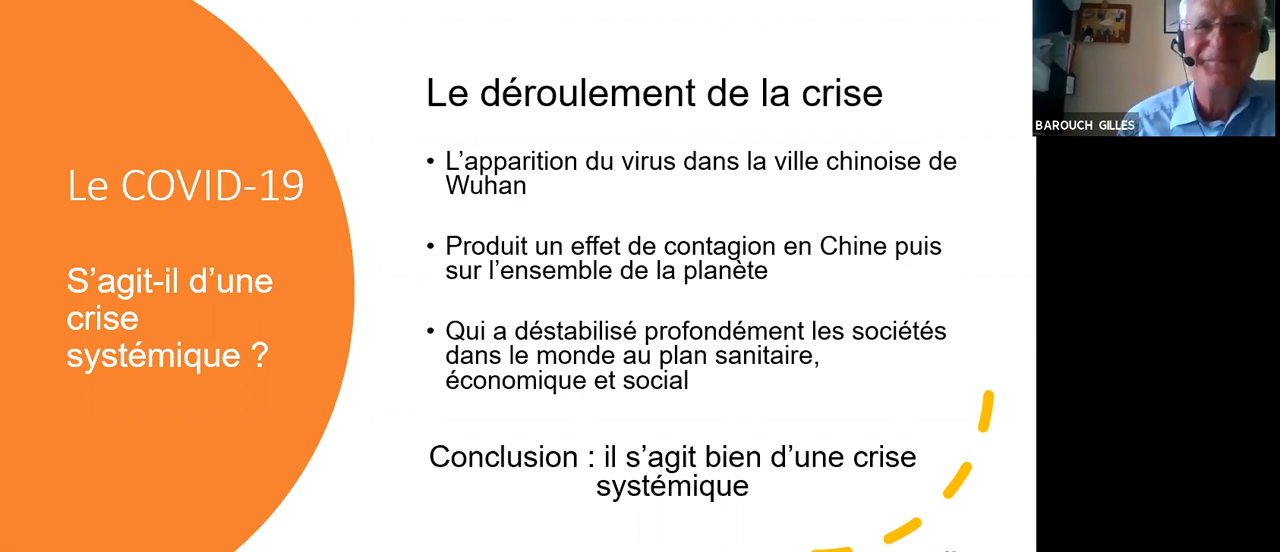 Le COVID-19
S’agit-il d’une
crise
systémique ?
Le déroulement de la crise
• L’apparition du virus dans la ville chinoise de
Wuhan
• Produit un effet de contagion en Chine puis
sur l’ensemble de la planète
• Qui a déstabilisé profondément les sociétés
dans le monde au plan sanitaire,
économique et social
Conclusion : il s’agit bien d’une crise
systémique
BAROUCH GILLES